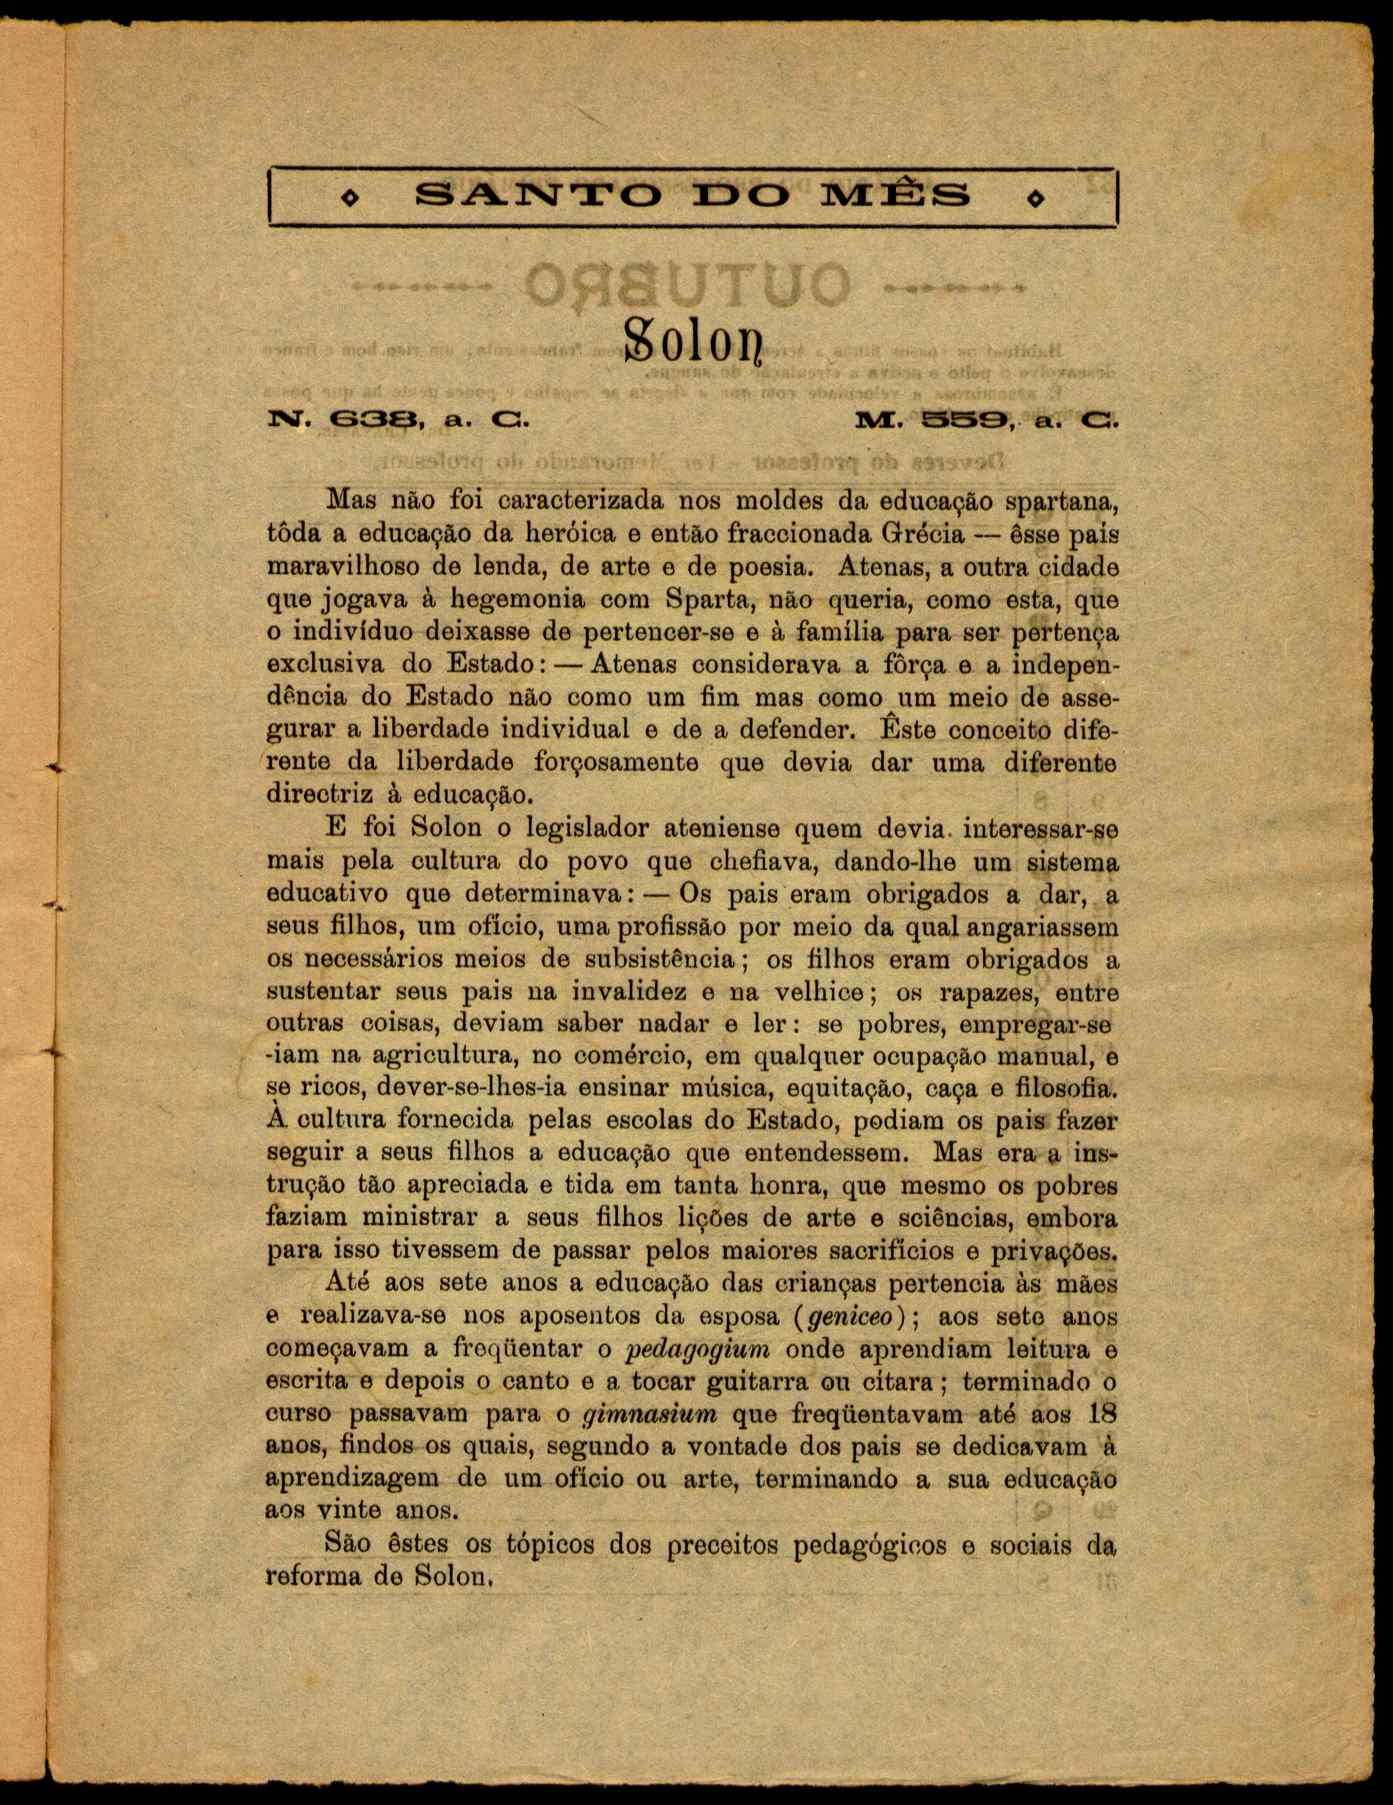 SANTO DO MÊS
OUTUBRO
Solon
N. 638, a. C. M. 559, a. C.
Mas não foi caracterizada nos moldes da educação spartana,
tôda a educação da heróica e então fraccionada Grécia — êsse pais
maravilhoso de lenda, de arte e de poesia. Atenas, a outra cidade
que jogava à hegemonia com Sparta, não queria, como esta, que
o indivíduo deixasse de pertencer-se e à família para ser pertença
exclusiva do Estado: — Atenas considerava a fôrça e a indepen-
dência do Estado não como um fim mas como um meio de asse-
gurar a liberdade individual e de a defender. Êste conceito dife-
rente da liberdade forçosamente que devia dar uma diferente
directriz à educação.
E foi Solon o legislador ateniense quem devia. interessar-se
mais pela cultura do povo que chefiava, dando-lhe um sistema
educativo que determinava: — Os pais eram obrigados a dar, a
seus filhos, um ofício, uma profissão por meio da qual angariassem
os necessários meios de subsistência; os filhos eram obrigados a
sustentar seus pais na invalidez e na velhice; os rapazes, entre
outras coisas, deviam saber nadar e ler: se pobres, empregar-se
-iam na agricultura, no comércio, em qualquer ocupação manual, e
se ricos, dever-se-lhes-ia ensinar música, equitação, caça e filosofia.
À cultura fornecida pelas escolas do Estado, podiam os pais fazer
seguir a seus filhos a educação que entendessem. Mas era a ins-
trução tão apreciada e tida em tanta honra, que mesmo os pobres
faziam ministrar a seus filhos lições de arte e sciências, embora
para isso tivessem de passar pelos maiores sacrifícios e privações.
Até aos sete anos a educação das crianças pertencia às mães
e realizava-se nos aposentos da esposa (geniceo); aos sete anos
começavam a freqüentar o pedagogium onde aprendiam leitura e
escrita e depois o canto e a tocar guitarra ou cítara; terminado o
curso passavam para o gimnasium que freqüentavam até aos 18
anos, findos os quais, segundo a vontade dos pais se dedicavam à
aprendizagem de um ofício ou arte, terminando a sua educação
aos vinte anos.
São êstes os tópicos dos preceitos pedagógicos e sociais da
reforma de Solon.